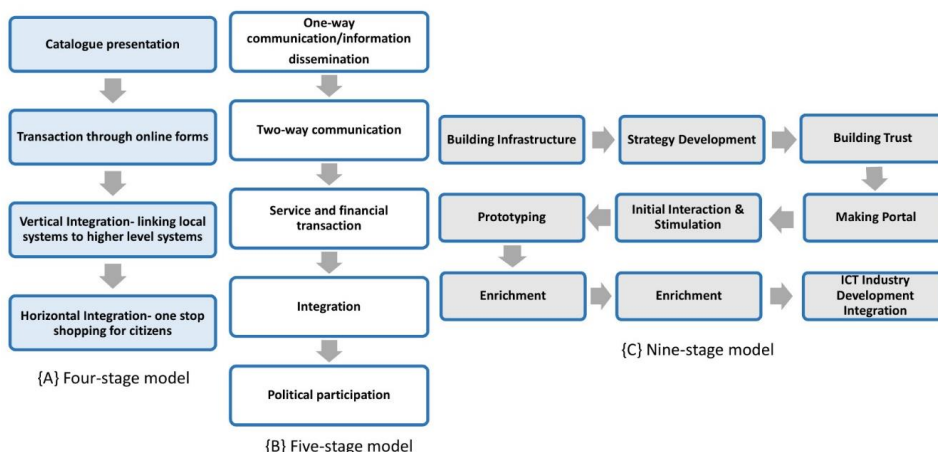 Catalogue presentation
Transaction through online forms
Vertical Integration- linking local
systems to higher level systems
Horizontal Integration- one stop
shopping for citizens
{A} Four-stage model
One-way
communication/information
dissemination
Two-way communication
Service and financial
transaction
Integration
Political participation
{B} Five-stage model
Building Infrastructure
Strategy Development
Building Trust
Making Portal
Initial Interaction &
Stimulation
Prototyping
Enrichment
Enrichment
ICT Industry
Development
Integration
{C} Nine-stage model